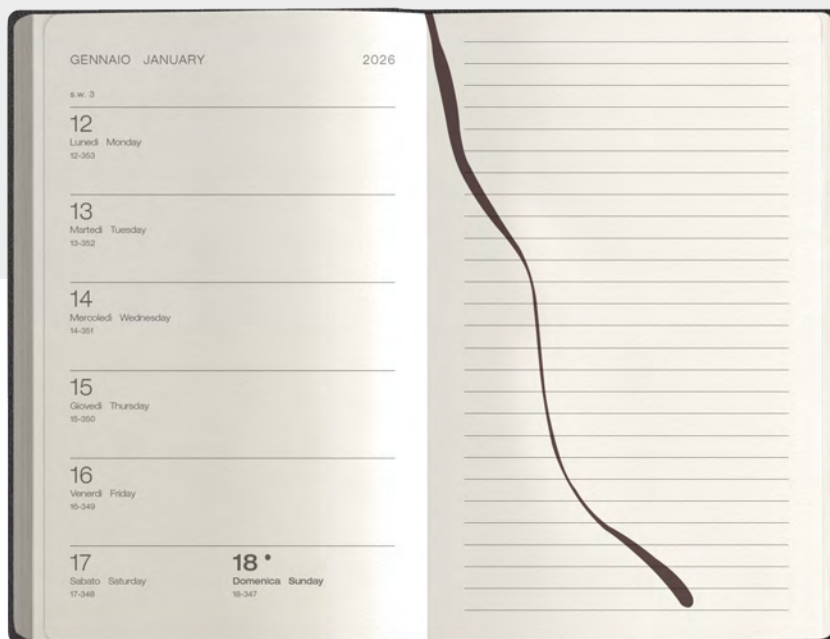 GENNAIO JANUARY 2026
s.w. 3
12
Lunedì Monday
12-353
13
Martedì Tuesday
13-352
14
Mercoledì Wednesday
14-351
15
Giovedì Thursday
15-350
16
Venerdì Friday
16-349
17
Sabato Saturday
17-348
18
Domenica Sunday
18-347